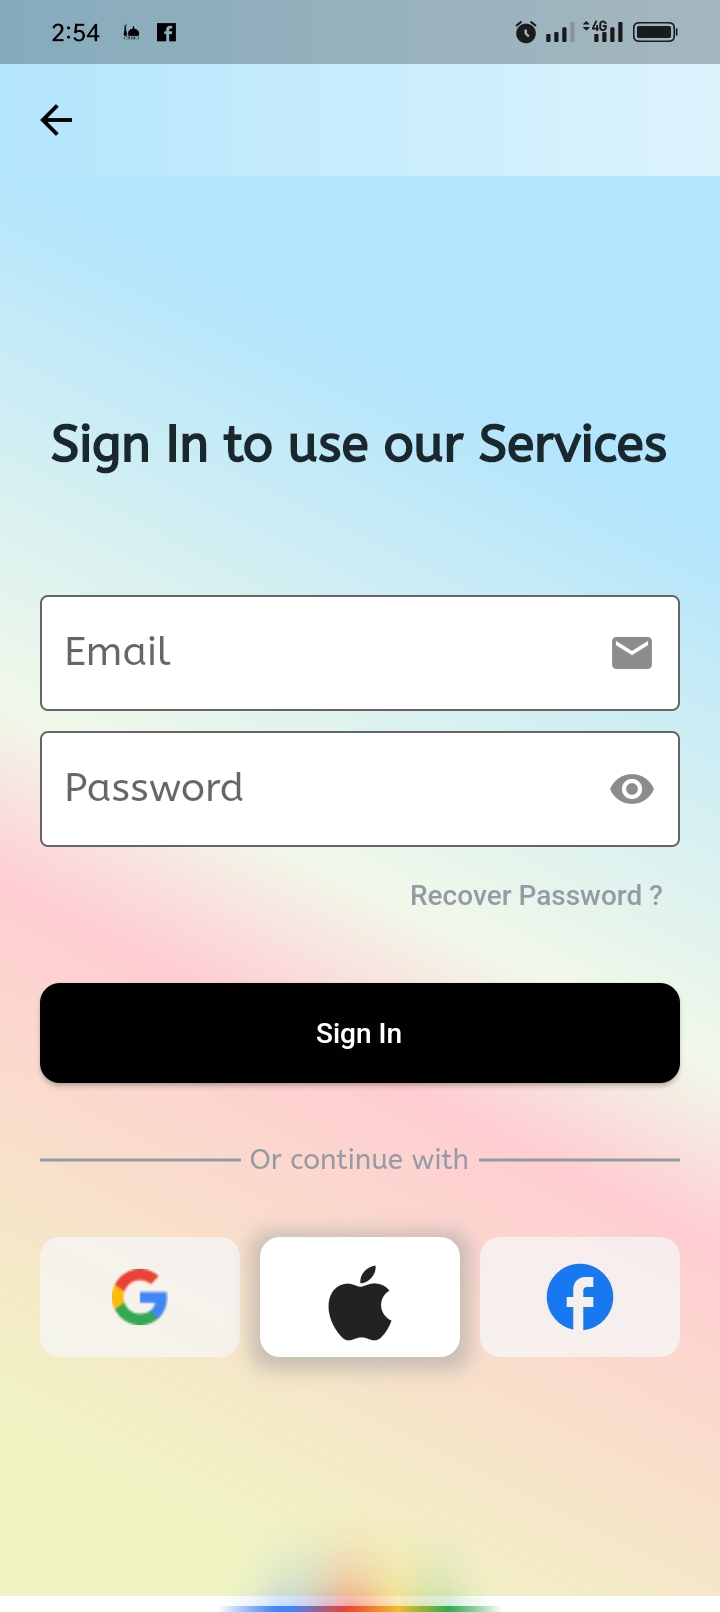 2:54
4G
Sign In to use our Services
Email
Password
Recover Password ?
Sign In
Or continue with